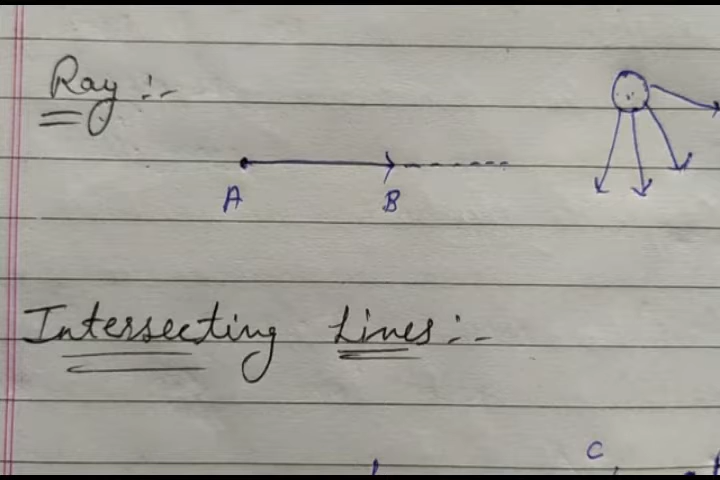 Ray :-
A B
Intersecting Lines :-
C